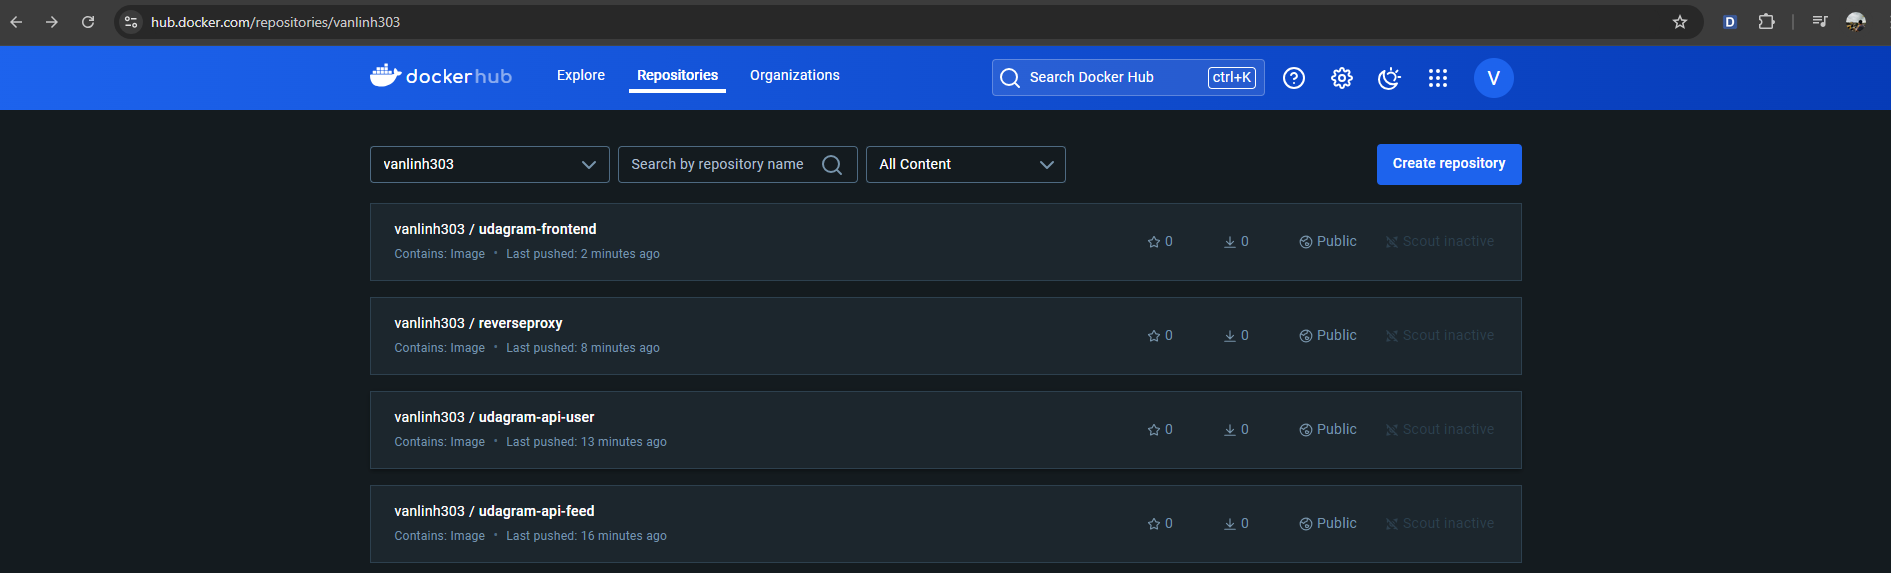 hub.docker.com/repositories/vanlinh303
D
dockerhub
Explore
Repositories
Organizations
Search Docker Hub
ctrl+K
V
vanlinh303
Search by repository name
All Content
Create repository
vanlinh303 / udagram-frontend
Contains: Image • Last pushed: 2 minutes ago
0
0
Public
Scout inactive
vanlinh303 / reverseproxy
Contains: Image • Last pushed: 8 minutes ago
0
0
Public
Scout inactive
vanlinh303 / udagram-api-user
Contains: Image • Last pushed: 13 minutes ago
0
0
Public
Scout inactive
vanlinh303 / udagram-api-feed
Contains: Image • Last pushed: 16 minutes ago
0
0
Public
Scout inactive